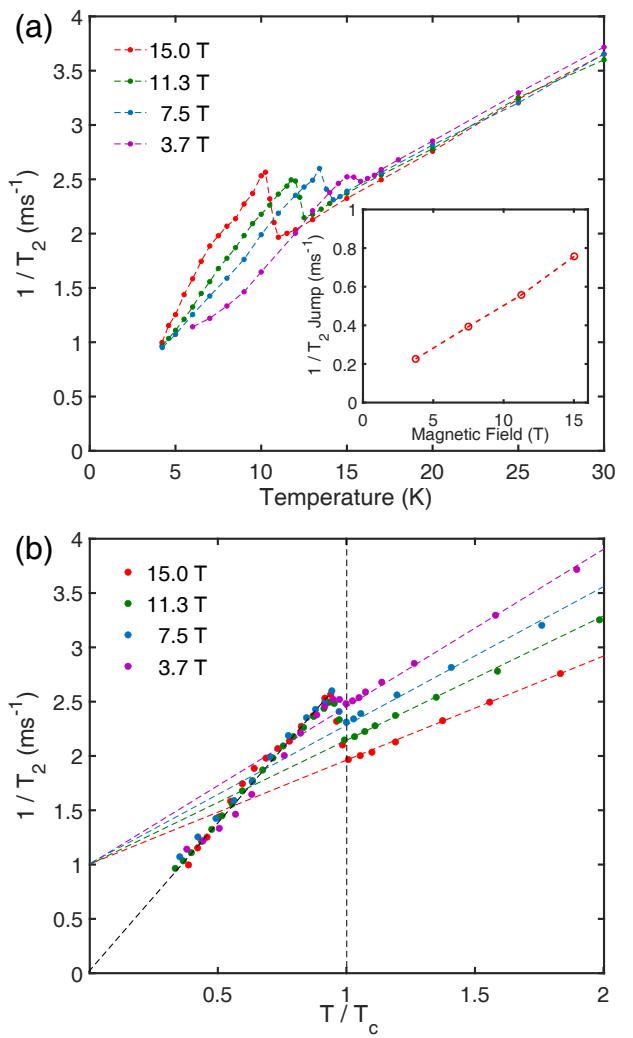 (a)
15.0 T
11.3 T
7.5 T
3.7 T
4
3.5
3
2.5
2
1.5
1
0.5
0
1 / T2 (ms-1)
0 5 10 15 20 25 30
Temperature (K)
1
0.8
0.6
0.4
0.2
0
1 / T2 Jump (ms-1)
0 5 10 15
Magnetic Field (T)
(b)
15.0 T
11.3 T
7.5 T
3.7 T
4
3.5
3
2.5
2
1.5
1
0.5
0
1 / T2 (ms-1)
0.5 1 1.5 2
T / Tc